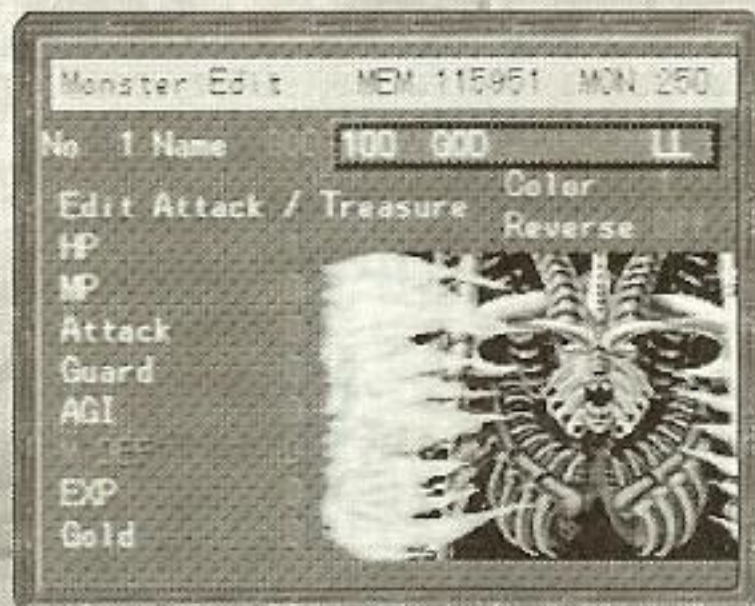 Monster Edit MEM 115951 MON 250
No 1 Name 100 GOD LL
Color
Edit Attack / Treasure
Reverse Off
HP
MP
Attack
Guard
AGI
EXP
Gold